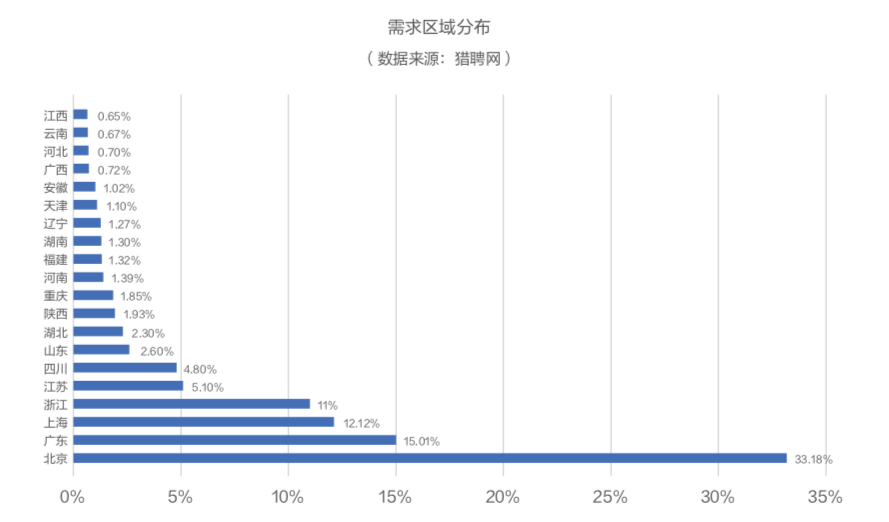 需求区域分布
（ 数据来源：猎聘网 ）
江西 0.65%
云南 0.67%
河北 0.70%
广西 0.72%
安徽 1.02%
天津 1.10%
辽宁 1.27%
湖南 1.30%
福建 1.32%
河南 1.39%
重庆 1.85%
陕西 1.93%
湖北 2.30%
山东 2.60%
四川 4.80%
江苏 5.10%
浙江 11%
上海 12.12%
广东 15.01%
北京 33.18%
0% 5% 10% 15% 20% 25% 30% 35%